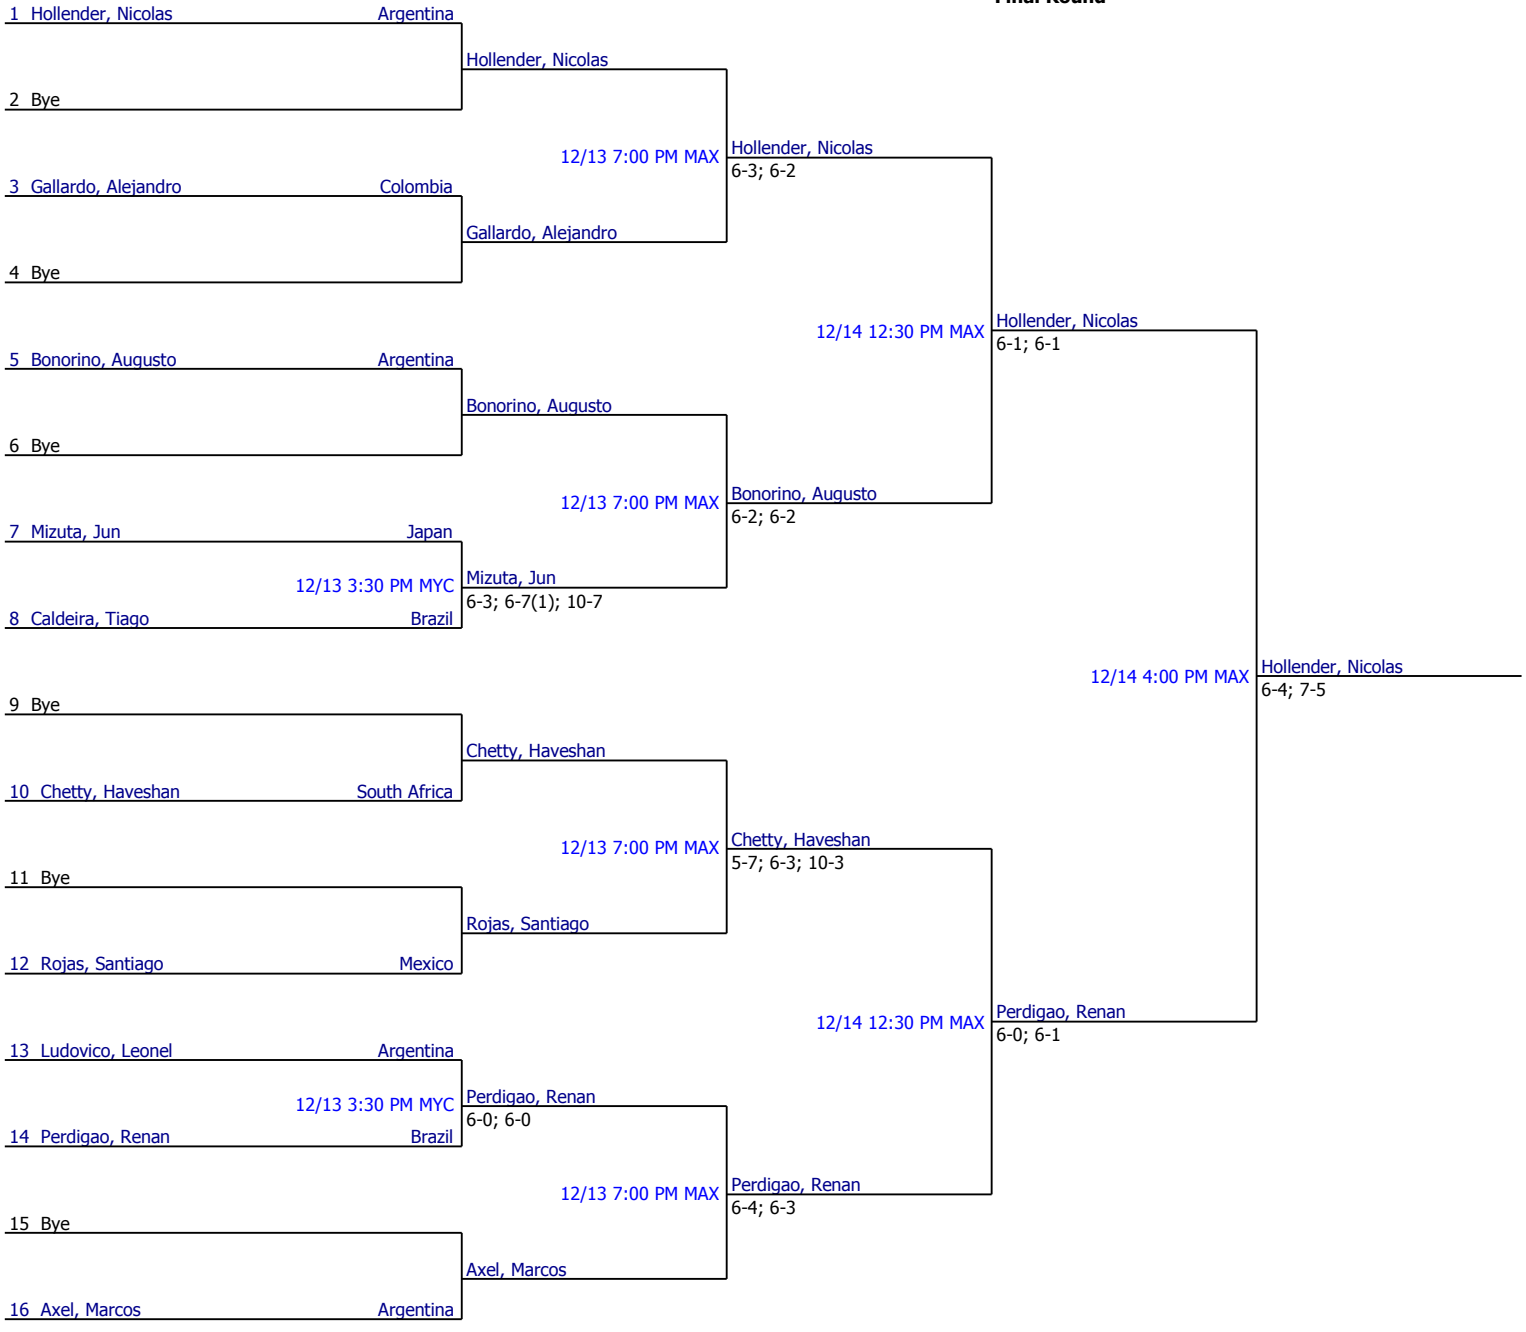 Final Round
1 Hollender, Nicolas Argentina
Hollender, Nicolas
2 Bye
12/13 7:00 PM MAX Hollender, Nicolas
6-3; 6-2
3 Gallardo, Alejandro Colombia
Gallardo, Alejandro
4 Bye
12/14 12:30 PM MAX Hollender, Nicolas
6-1; 6-1
5 Bonorino, Augusto Argentina
Bonorino, Augusto
6 Bye
12/13 7:00 PM MAX Bonorino, Augusto
6-2; 6-2
7 Mizuta, Jun Japan
12/13 3:30 PM MYC Mizuta, Jun
6-3; 6-7(1); 10-7
8 Caldeira, Tiago Brazil
12/14 4:00 PM MAX Hollender, Nicolas
6-4; 7-5
9 Bye
Chetty, Haveshan
10 Chetty, Haveshan South Africa
12/13 7:00 PM MAX Chetty, Haveshan
5-7; 6-3; 10-3
11 Bye
Rojas, Santiago
12 Rojas, Santiago Mexico
12/14 12:30 PM MAX Perdigao, Renan
6-0; 6-1
13 Ludovico, Leonel Argentina
12/13 3:30 PM MYC Perdigao, Renan
6-0; 6-0
14 Perdigao, Renan Brazil
12/13 7:00 PM MAX Perdigao, Renan
6-4; 6-3
15 Bye
Axel, Marcos
16 Axel, Marcos Argentina